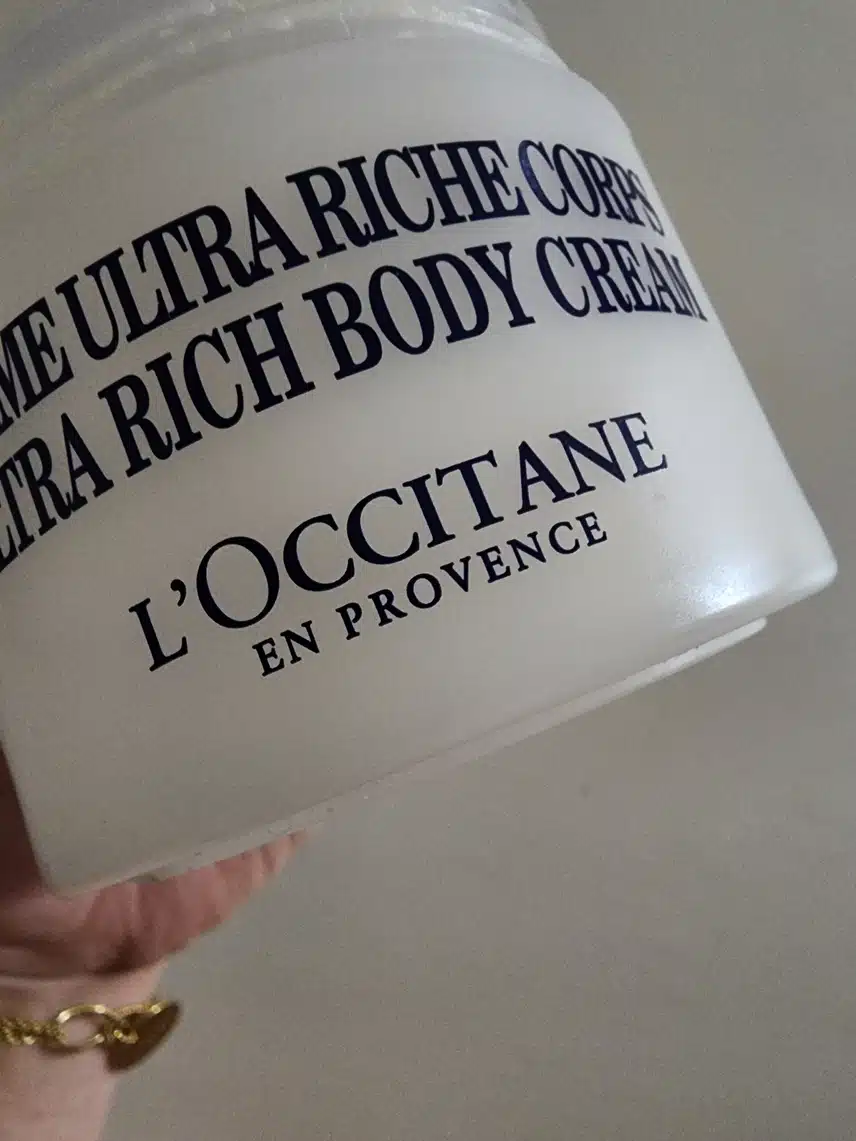 ME ULTRA RICHE CORPS
TRA RICH BODY CREAM
L'OCCITANE
EN PROVENCE